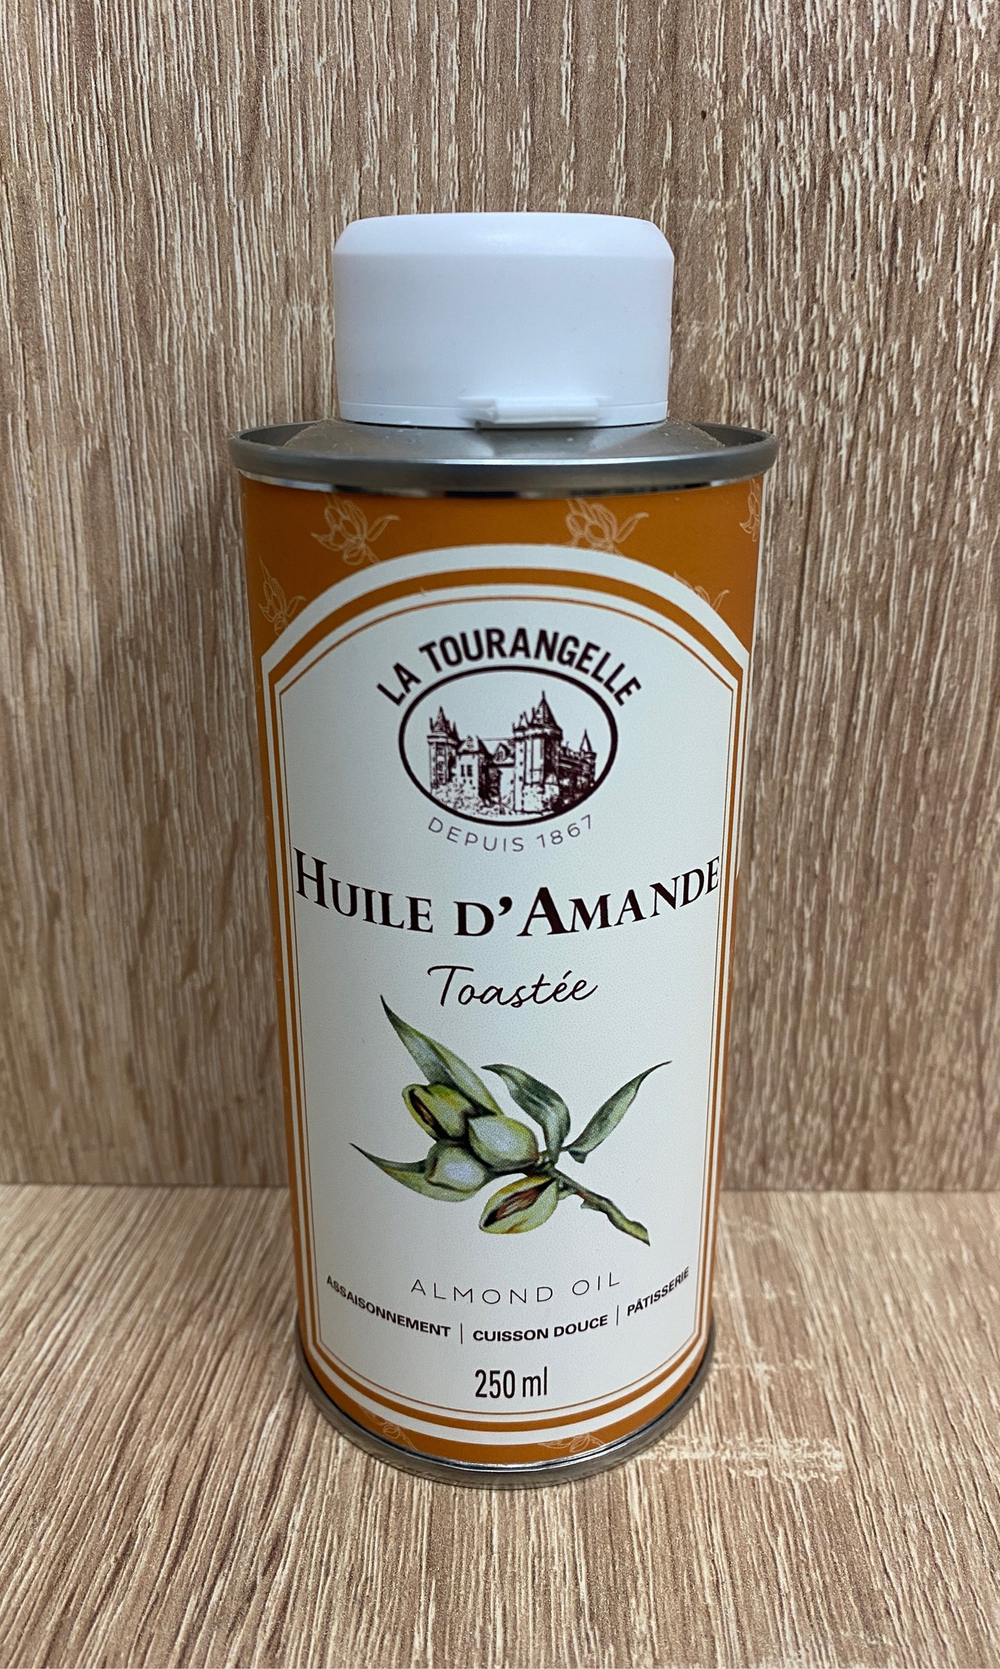 LA TOURANGELLE
DEPUIS 1867
HUILE D'AMANDE
Toastée
ALMOND OIL
ASSAISONNEMENT | CUISSON DOUCE | PÂTISSERIE
250 ml